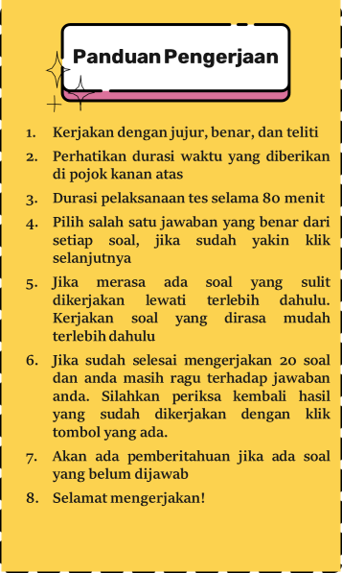 Panduan Pengerjaan
1. Kerjakan dengan jujur, benar, dan teliti
2. Perhatikan durasi waktu yang diberikan
di pojok kanan atas
3. Durasi pelaksanaan tes selama 80 menit
4. Pilih salah satu jawaban yang benar dari
setiap soal, jika sudah yakin klik
selanjutnya
5. Jika merasa ada soal yang sulit
dikerjakan lewati terlebih dahulu.
Kerjakan soal yang dirasa mudah
terlebih dahulu
6. Jika sudah selesai mengerjakan 20 soal
dan anda masih ragu terhadap jawaban
anda. Silahkan periksa kembali hasil
yang sudah dikerjakan dengan klik
tombol yang ada.
7. Akan ada pemberitahuan jika ada soal
yang belum dijawab
8. Selamat mengerjakan!